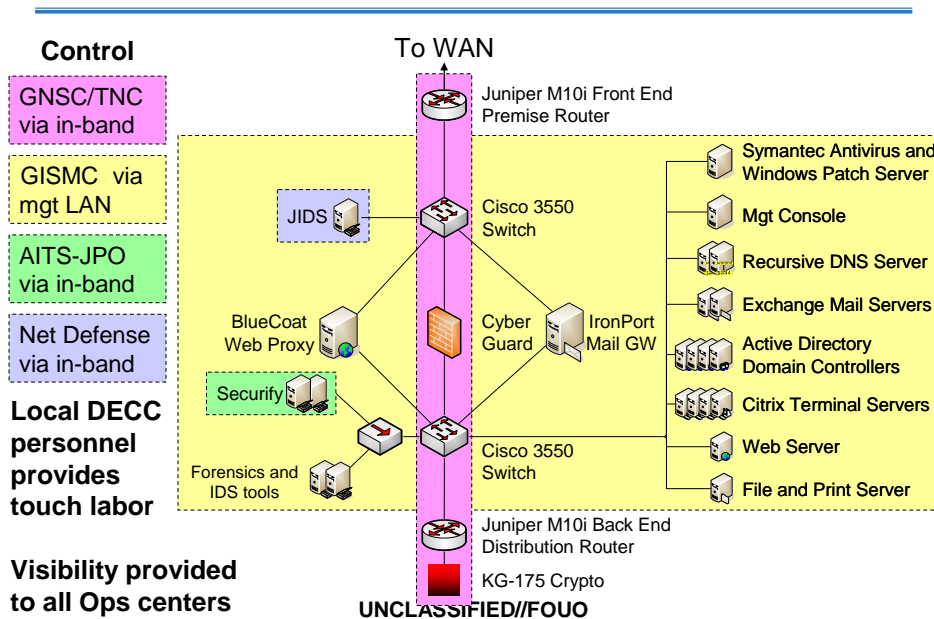 Control
GNSC/TNC
via in-band
GISMC via
mgt LAN
AITS-JPO
via in-band
Net Defense
via in-band
Local DECC
personnel
provides
touch labor
Visibility provided
to all Ops centers
To WAN
Juniper M10i Front End
Premise Router
JIDS
Cisco 3550
Switch
BlueCoat
Web Proxy
Cyber
Guard
IronPort
Mail GW
Securify
Forensics and
IDS tools
Cisco 3550
Switch
Juniper M10i Back End
Distribution Router
KG-175 Crypto
Symantec Antivirus and
Windows Patch Server
Mgt Console
Recursive DNS Server
Exchange Mail Servers
Active Directory
Domain Controllers
Citrix Terminal Servers
Web Server
File and Print Server
UNCLASSIFIED//FOUO